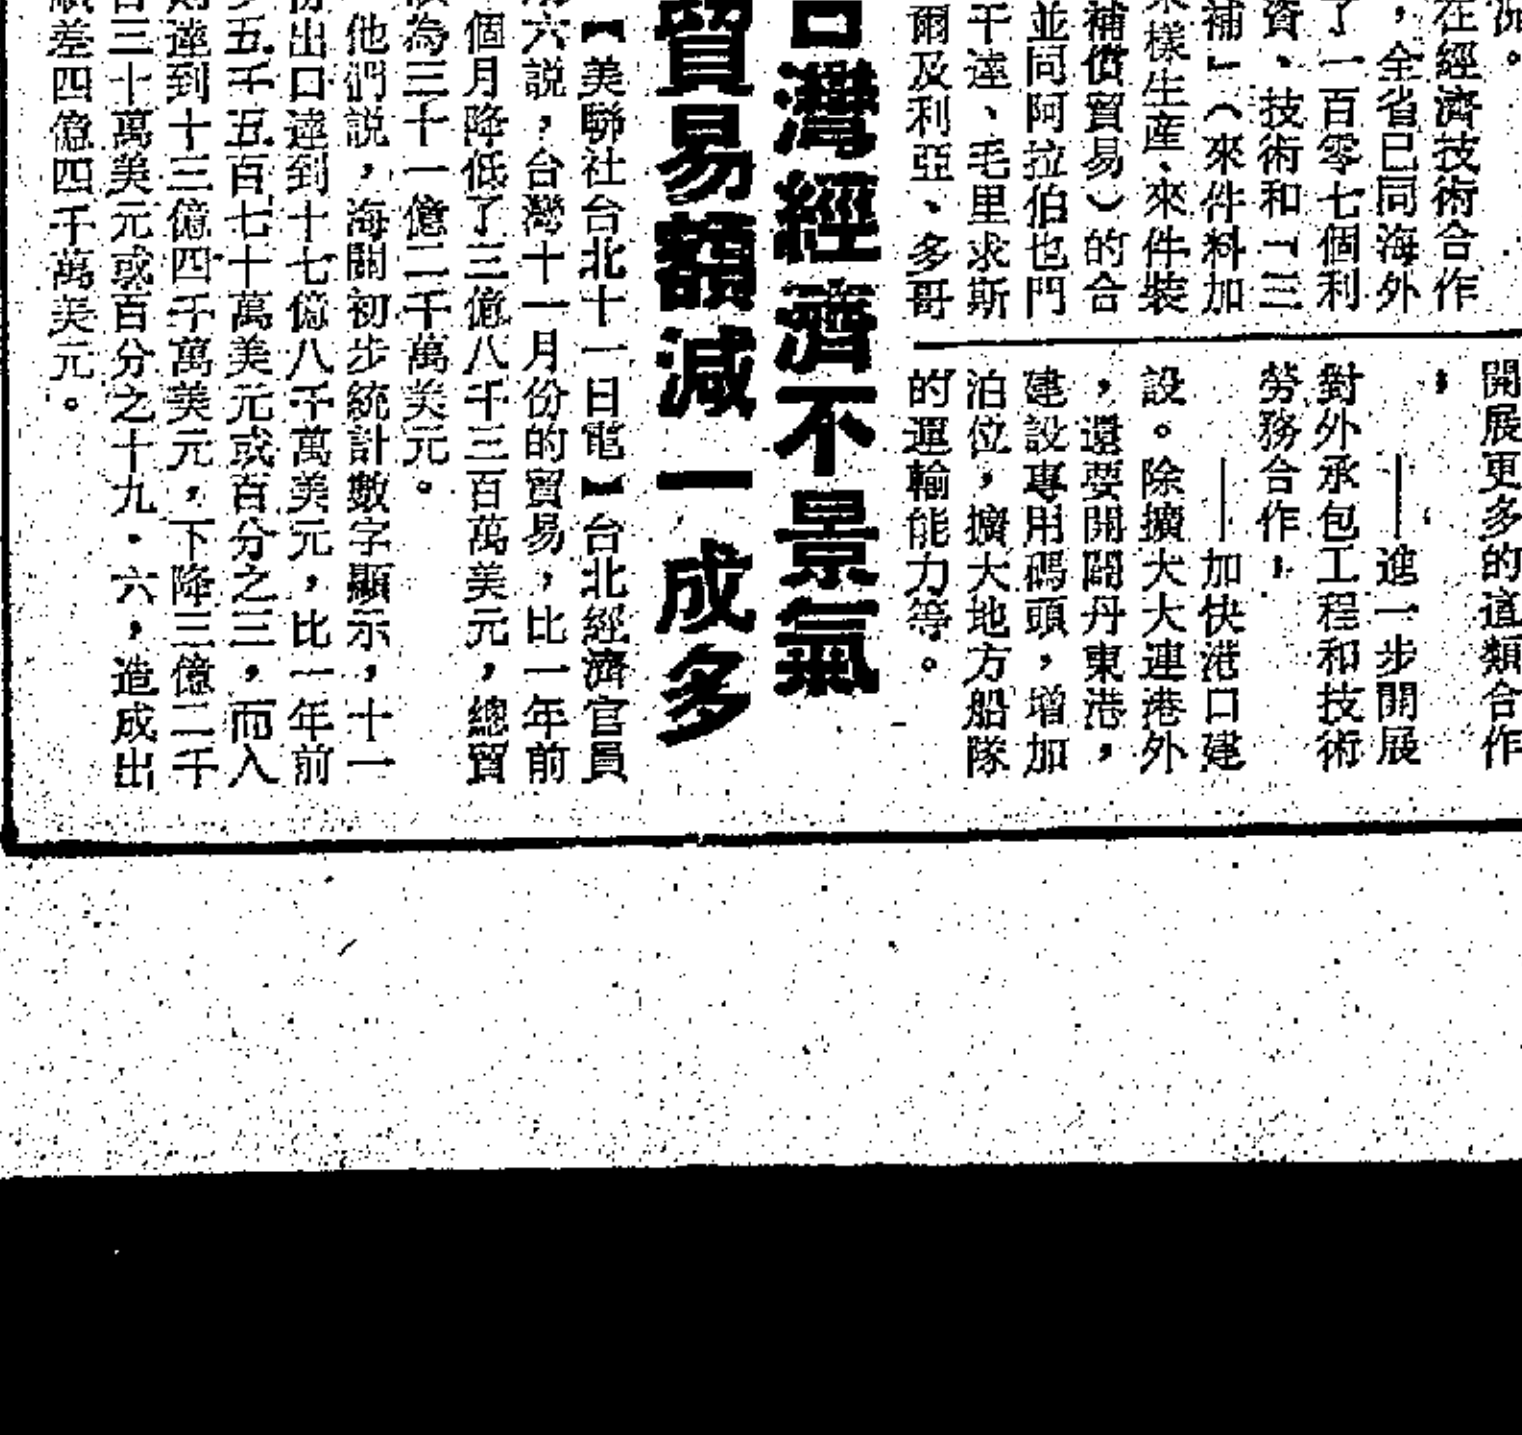 。
在經濟技術合作
，全省已同海外
了一百零七個利
資、技術和「三
補」（來件料加
來樣生產、來件裝
補償貿易）的合
並同阿拉伯也門
干達、毛里求斯
爾及利亞、多哥
開展更多的道類合作
；
——進一步開展
對外承包工程和技術
勞務合作；
——加快港口建
設。除擴大大連港外
，還要開闢丹東港，
建設專用碼頭，增加
泊位，擴大地方船隊
的運輸能力等。
台灣經濟不景氣
貿易額減一成多
【美聯社台北十一日電】台北經濟官員
六説，台灣十一月份的貿易，比一年前
個月降低了三億八千三百萬美元，總貿
為三十一億二千萬美元。
他們説，海關初步統計數字顯示，十一
份出口達到十七億八千萬美元，比一年前
五千五百七十萬美元或百分之三，而入
則達到十三億四千萬美元，下降三億二千
百三十萬美元或百分之十九．六，造成出
差四億四千萬美元。